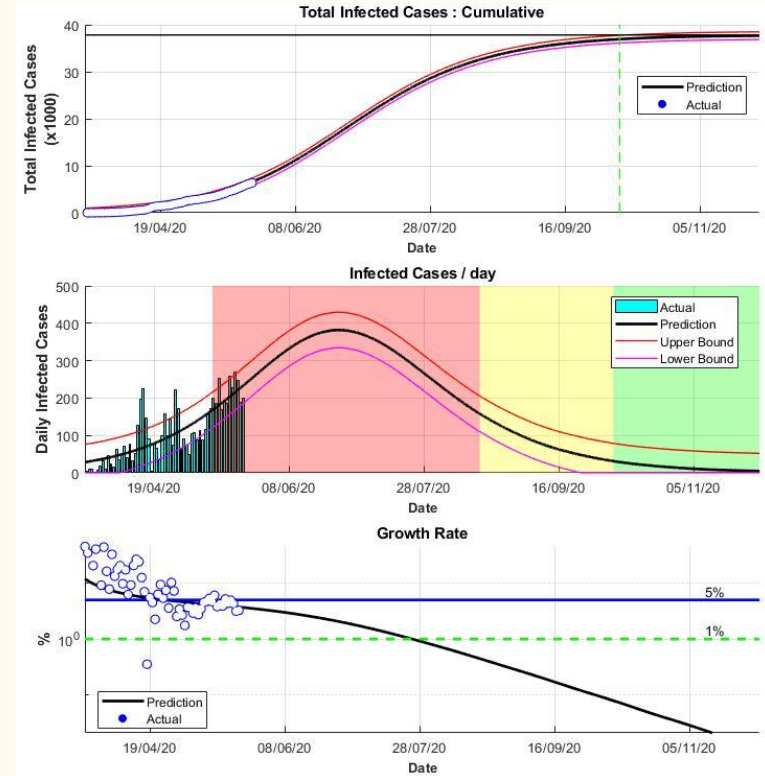 Total Infected Cases : Cumulative
Total Infected Cases
(x1000)
40
30
20
10
0
Prediction
Actual
19/04/20 08/06/20 28/07/20 16/09/20 05/11/20
Date
Infected Cases / day
Daily Infected Cases
500
400
300
200
100
0
Actual
Prediction
Upper Bound
Lower Bound
19/04/20 08/06/20 28/07/20 16/09/20 05/11/20
Date
Growth Rate
%
10⁰
5%
1%
Prediction
Actual
19/04/20 08/06/20 28/07/20 16/09/20 05/11/20
Date